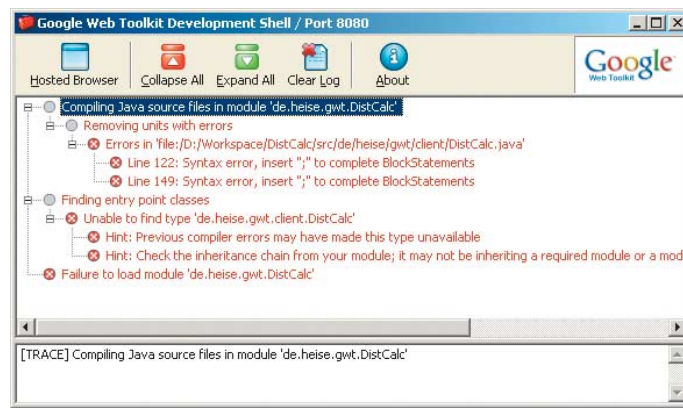 Google Web Toolkit Development Shell / Port 8080
Hosted Browser Collapse All Expand All Clear Log About
Google
Web Toolkit
Compiling Java source files in module 'de.heise.gwt.DistCalc'
Removing units with errors
Errors in 'file:/D:/Workspace/DistCalc/src/de/heise/gwt/client/DistCalc.java'
Line 122: Syntax error, insert ";" to complete BlockStatements
Line 149: Syntax error, insert ";" to complete BlockStatements
Finding entry point classes
Unable to find type 'de.heise.gwt.client.DistCalc'
Hint: Previous compiler errors may have made this type unavailable
Hint: Check the inheritance chain from your module; it may not be inheriting a required module or a mod
Failure to load module 'de.heise.gwt.DistCalc'
[TRACE] Compiling Java source files in module 'de.heise.gwt.DistCalc'